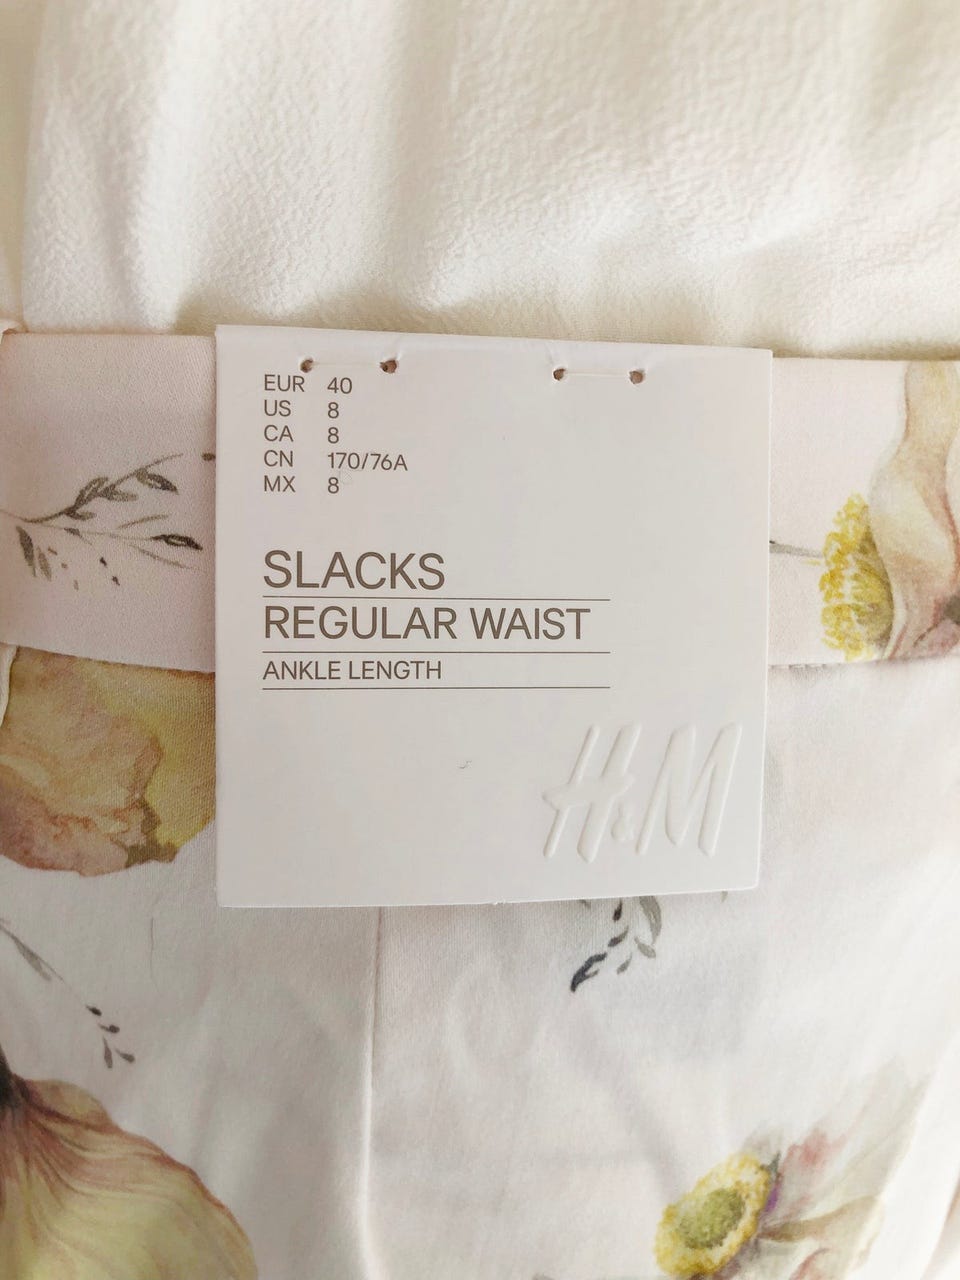 EUR 40
US 8
CA 8
CN 170/76A
MX 8
SLACKS
REGULAR WAIST
ANKLE LENGTH
H&M